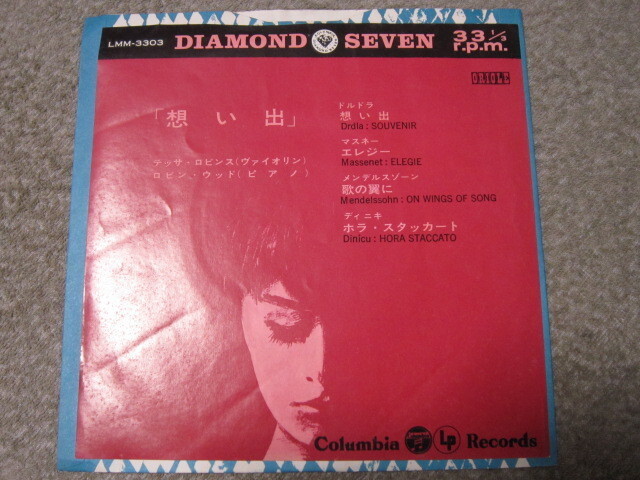 LMM-3303 DIAMOND SEVEN 33 1/3 r.p.m.
ORIOLE
「想い出」
テッサ・ロビンス(ヴァイオリン)
ロビン・ウッド(ピアノ)
ドルドラ
想い出
Drdla : SOUVENIR
マスネー
エレジー
Massenet : ELEGIE
メンデルスゾーン
歌の翼に
Mendelssohn : ON WINGS OF SONG
ディニキ
ホラ・スタッカート
Dinicu : HORA STACCATO
Columbia LP Records